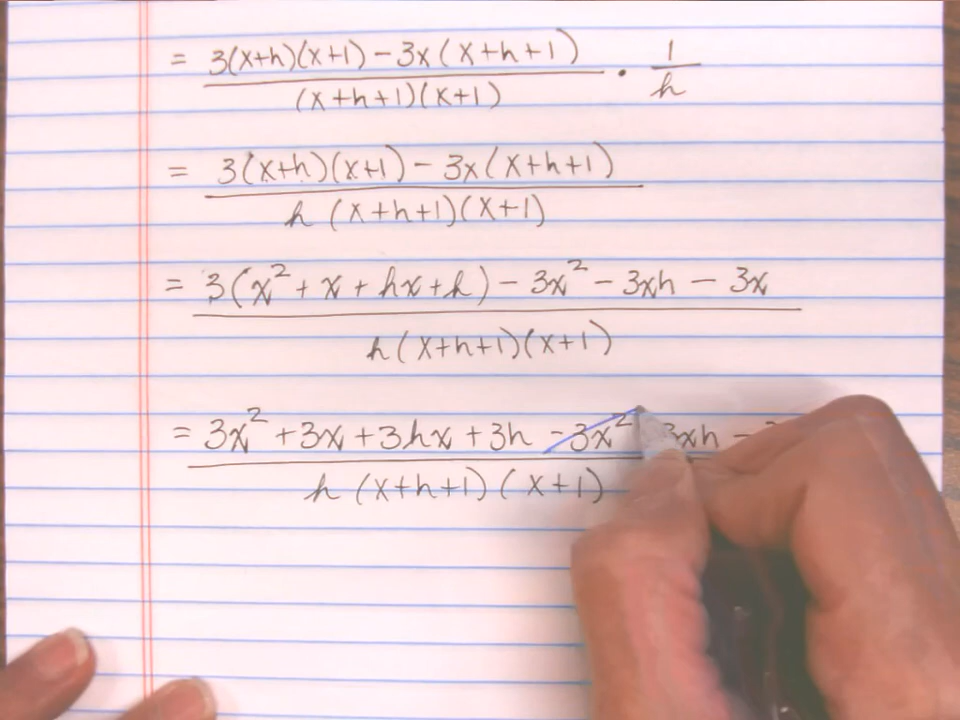 = 3(x+h)(x+1) - 3x(x+h+1) / (x+h+1)(x+1) · 1/h
= 3(x+h)(x+1) - 3x(x+h+1) / h(x+h+1)(x+1)
= 3(x² + x + hx + h) - 3x² - 3xh - 3x / h(x+h+1)(x+1)
= 3x² + 3x + 3hx + 3h - 3x² 3xh - / h(x+h+1)(x+1)